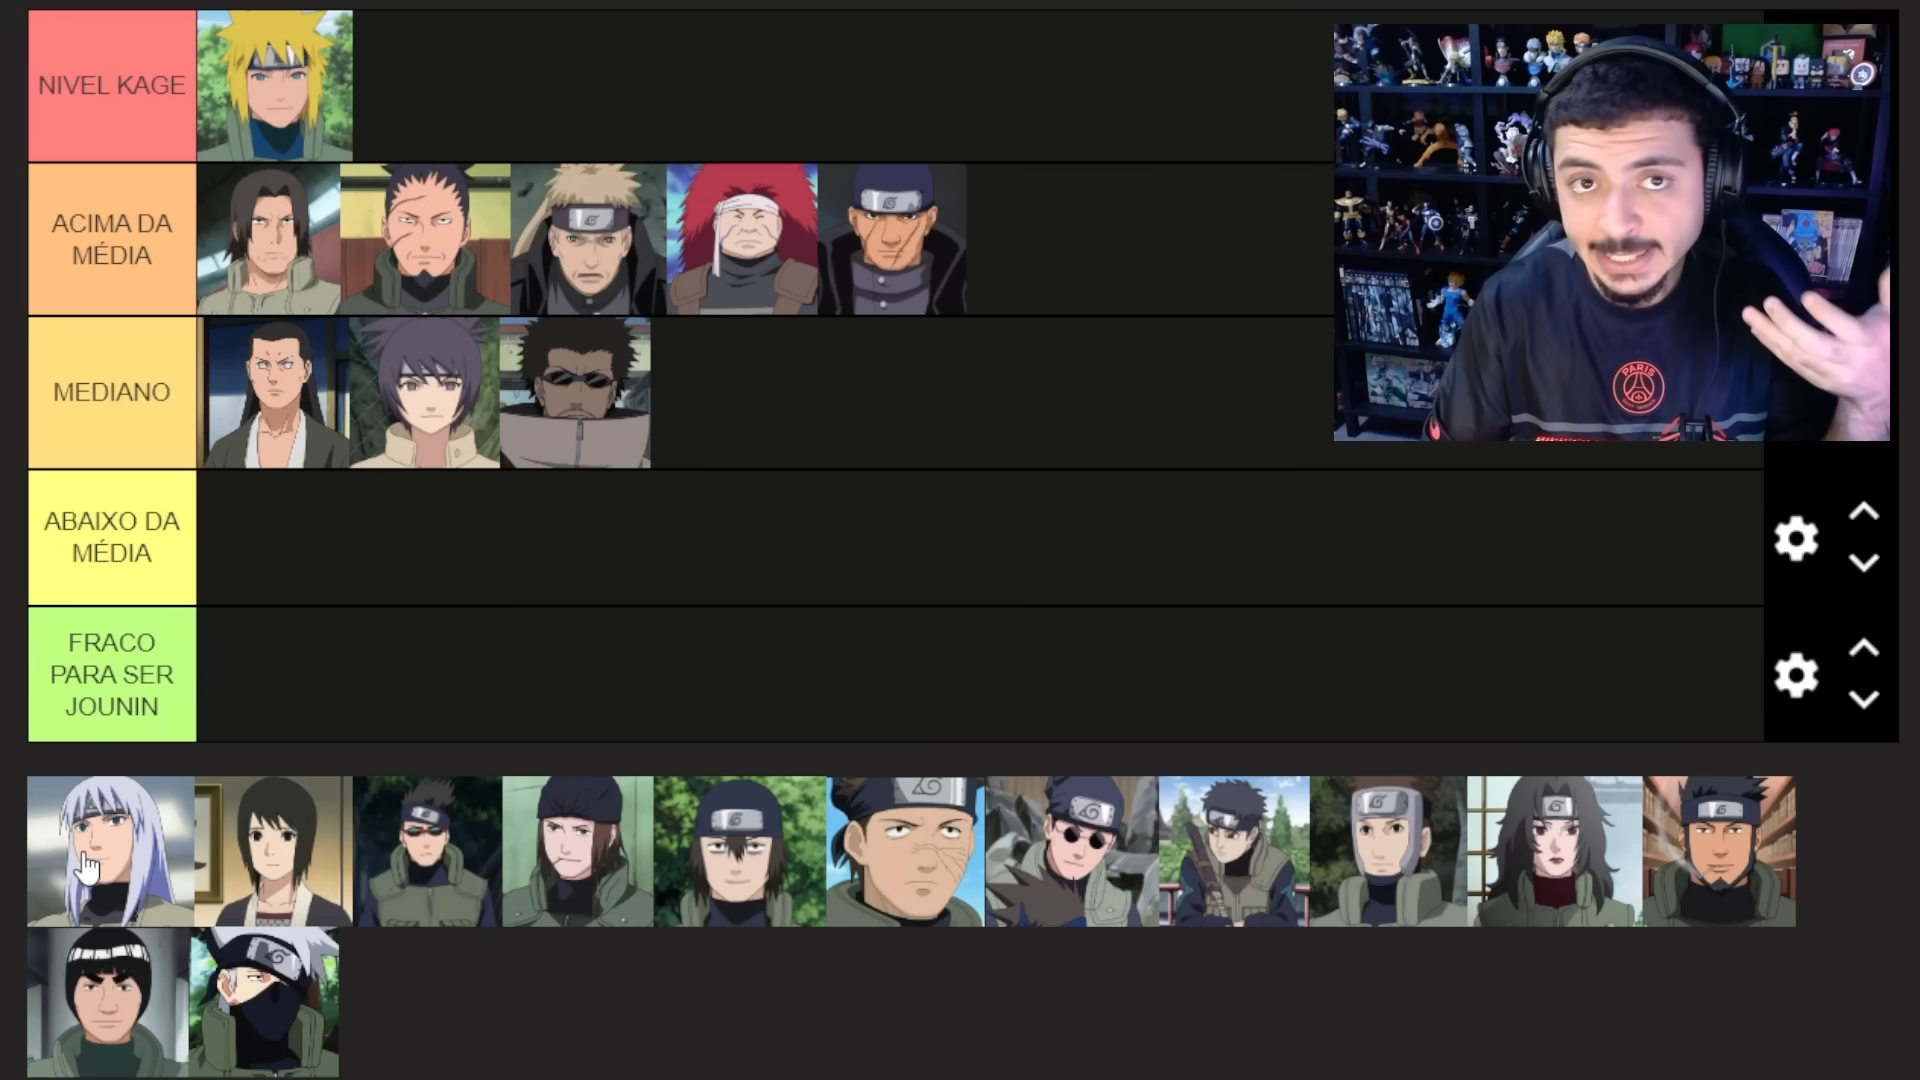 NIVEL KAGE
ACIMA DA
MÉDIA
MEDIANO
PARIS
ABAIXO DA
MÉDIA
FRACO
PARA SER
JOUNIN